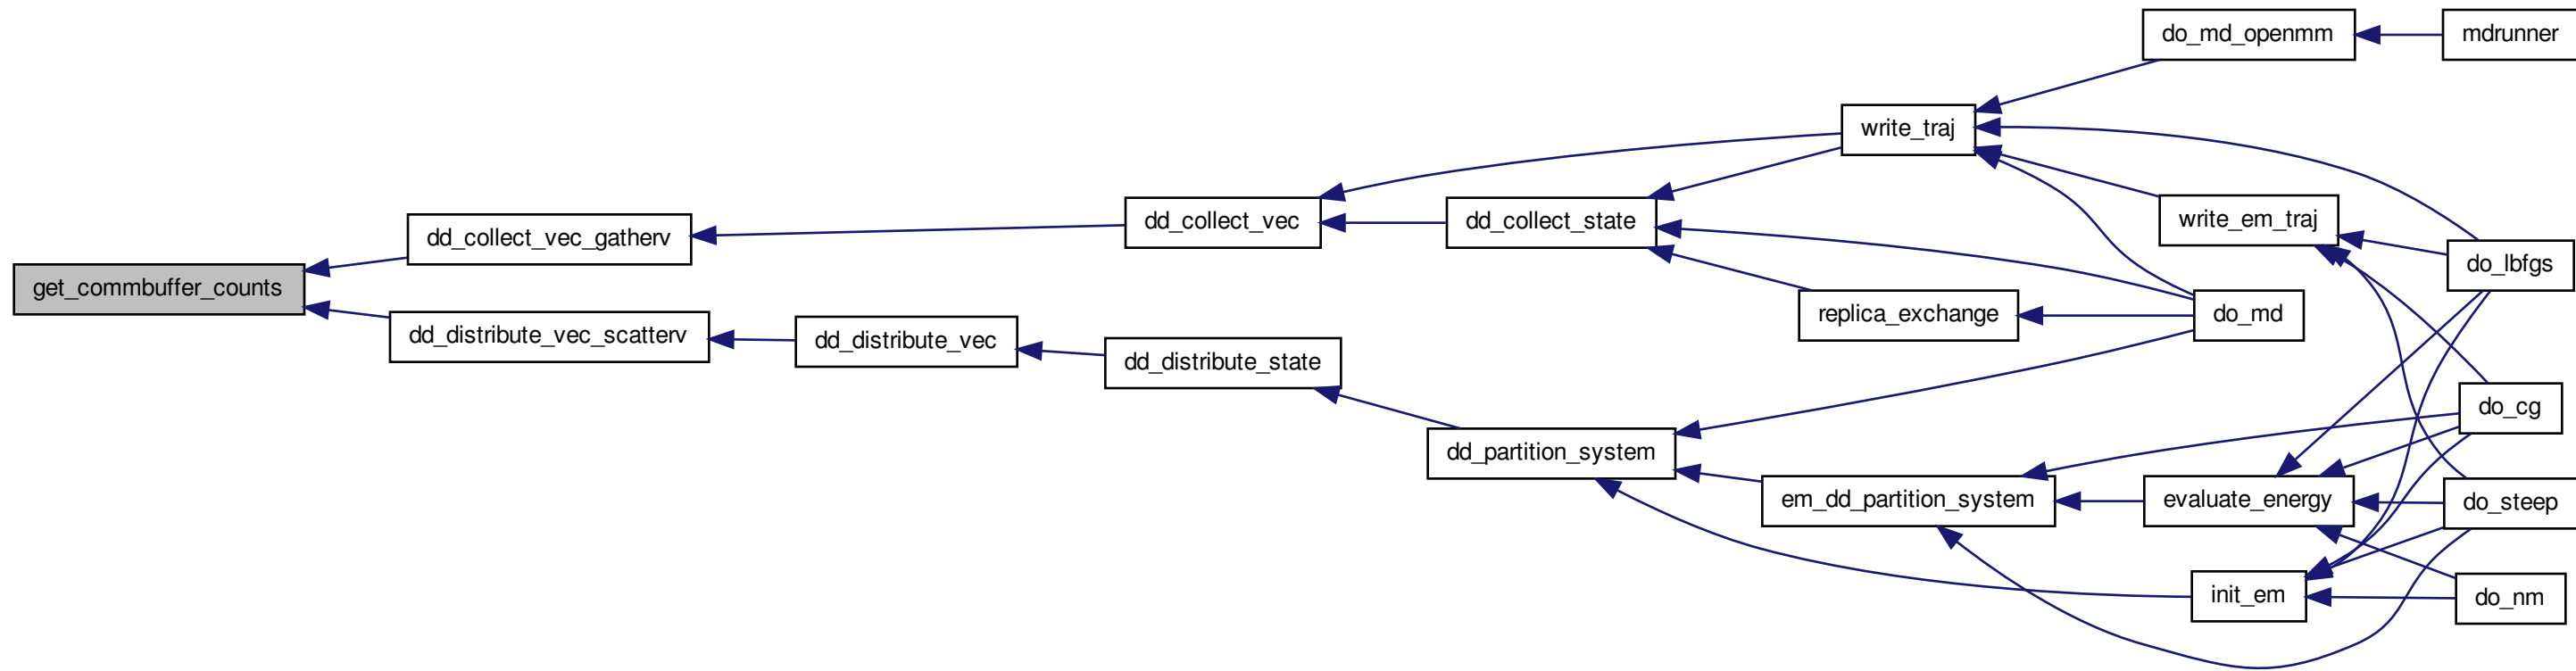 do_md_openmm
mdrunner
write_traj
dd_collect_vec
dd_collect_state
write_em_traj
dd_collect_vec_gatherv
do_lbfgs
get_commbuffer_counts
replica_exchange
do_md
dd_distribute_vec_scatterv
dd_distribute_vec
dd_distribute_state
do_cg
dd_partition_system
em_dd_partition_system
evaluate_energy
do_steep
init_em
do_nm